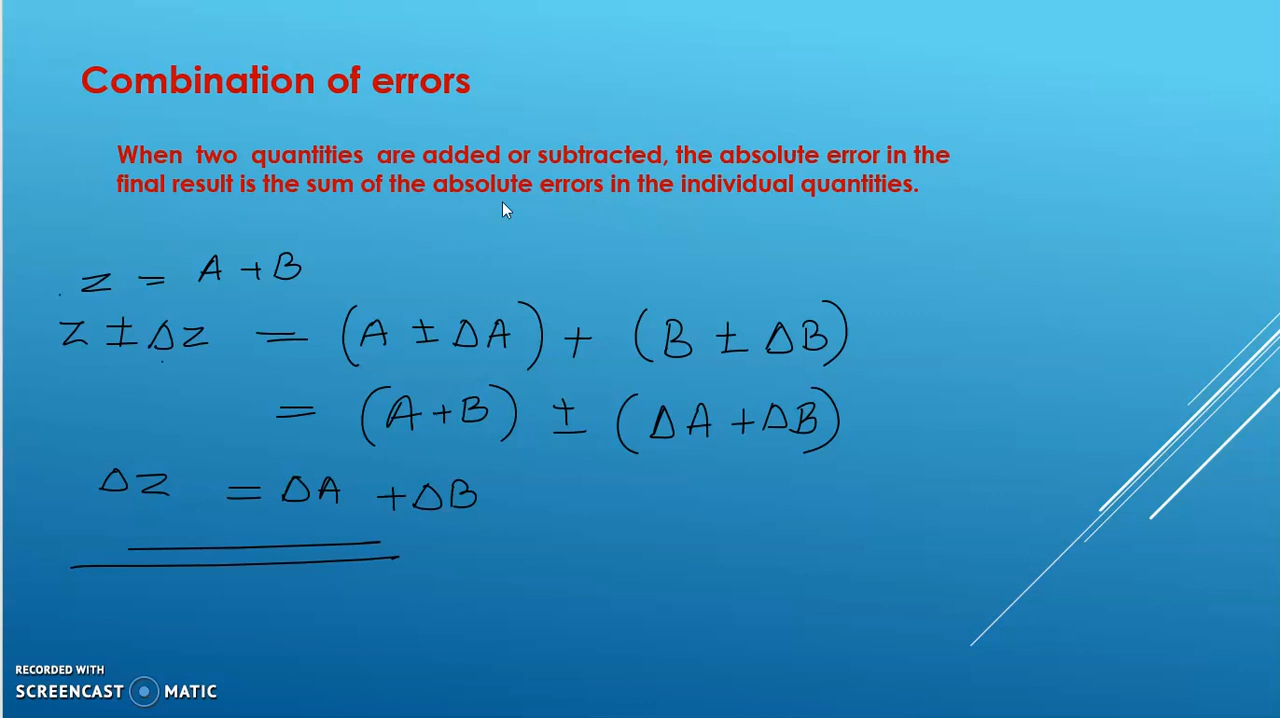 Combination of errors
When two quantities are added or subtracted, the absolute error in the
final result is the sum of the absolute errors in the individual quantities.
Z = A + B
Z ± ΔZ = (A ± ΔA) + (B ± ΔB)
= (A + B) ± (ΔA + ΔB)
ΔZ = ΔA + ΔB
RECORDED WITH
SCREENCAST MATIC